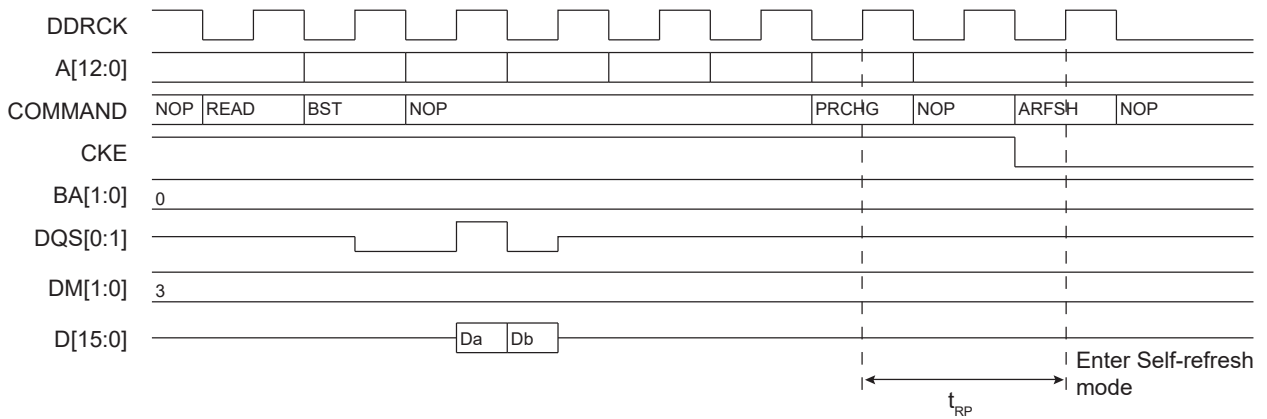 DDRCK
A[12:0]
COMMAND NOP READ BST NOP PRCHG NOP ARFSH NOP
CKE
BA[1:0] 0
DQS[0:1]
DM[1:0] 3
D[15:0] Da Db
Enter Self-refresh
mode
tRP